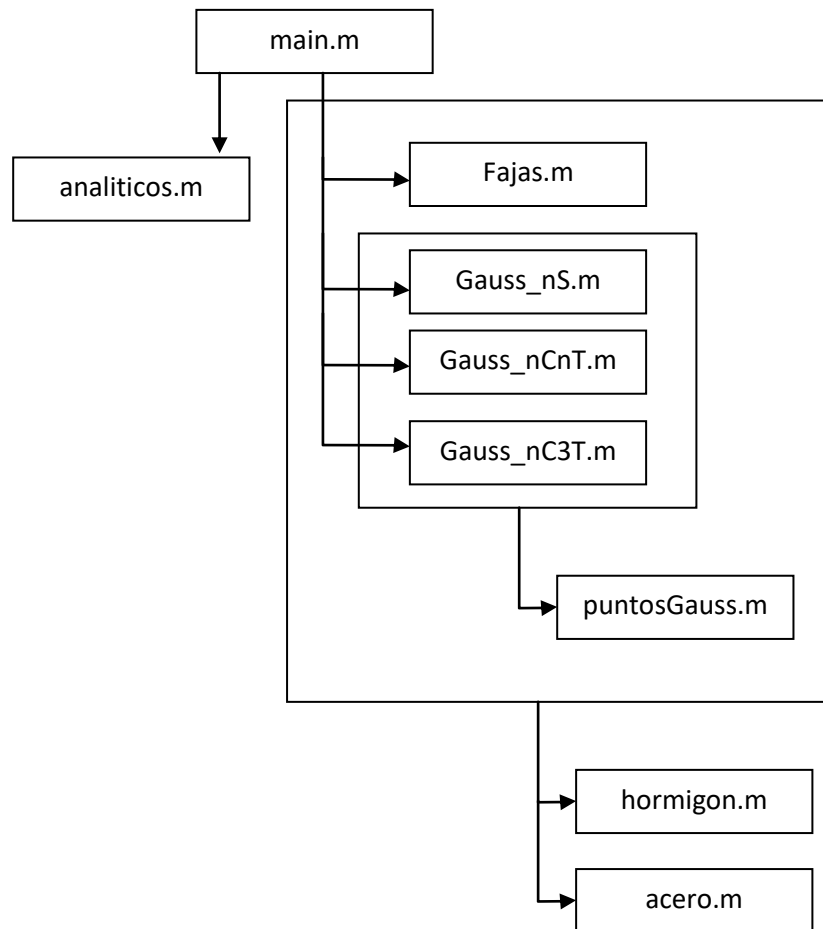 main.m
analiticos.m
Fajas.m
Gauss_nS.m
Gauss_nCnT.m
Gauss_nC3T.m
puntosGauss.m
hormigon.m
acero.m